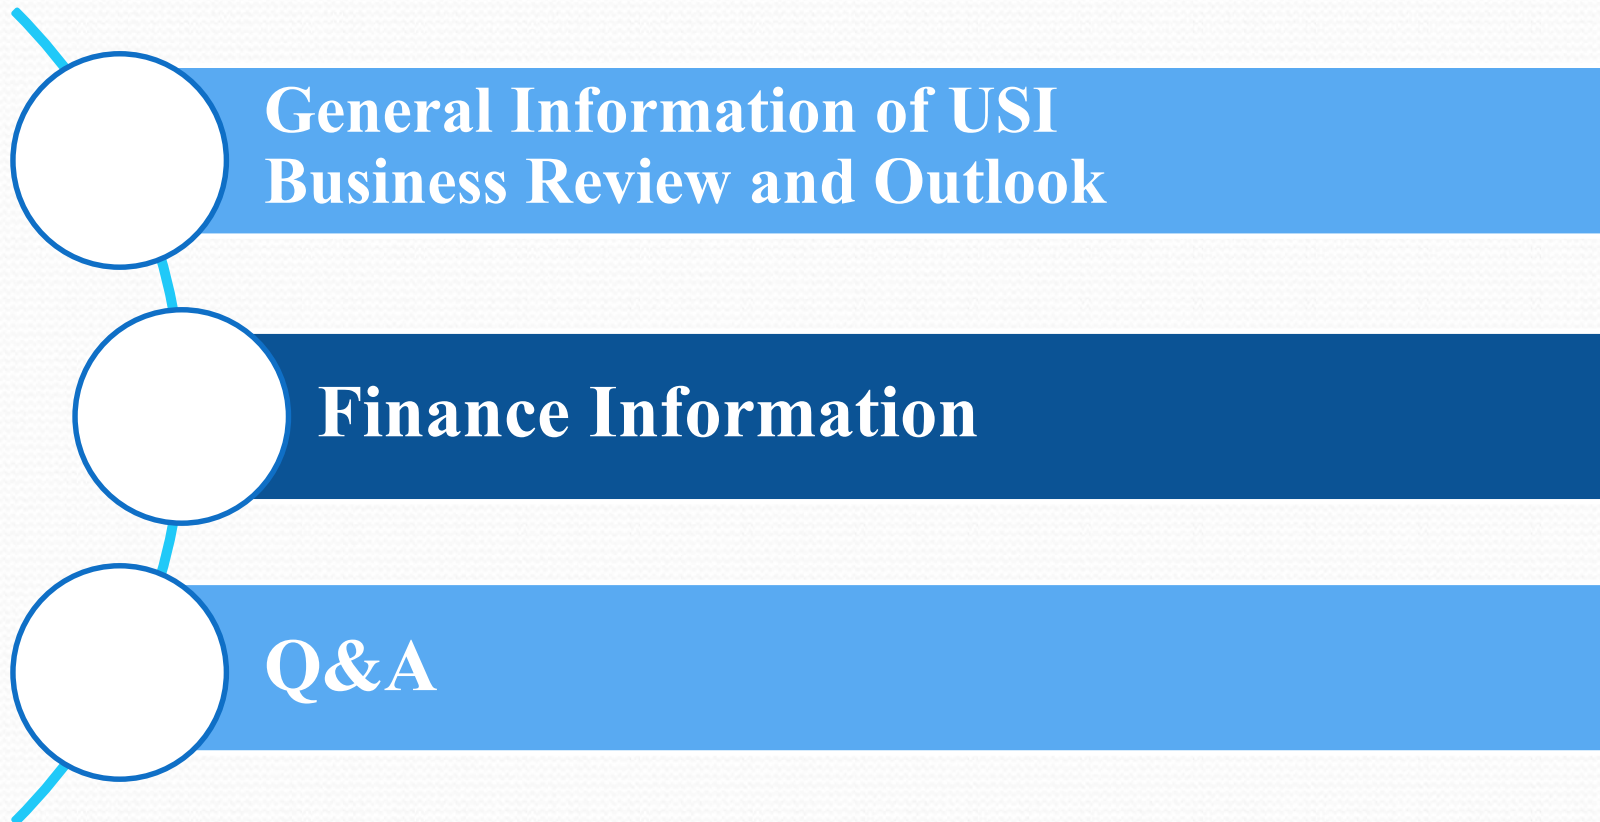 General Information of USI
Business Review and Outlook
Finance Information
Q&A